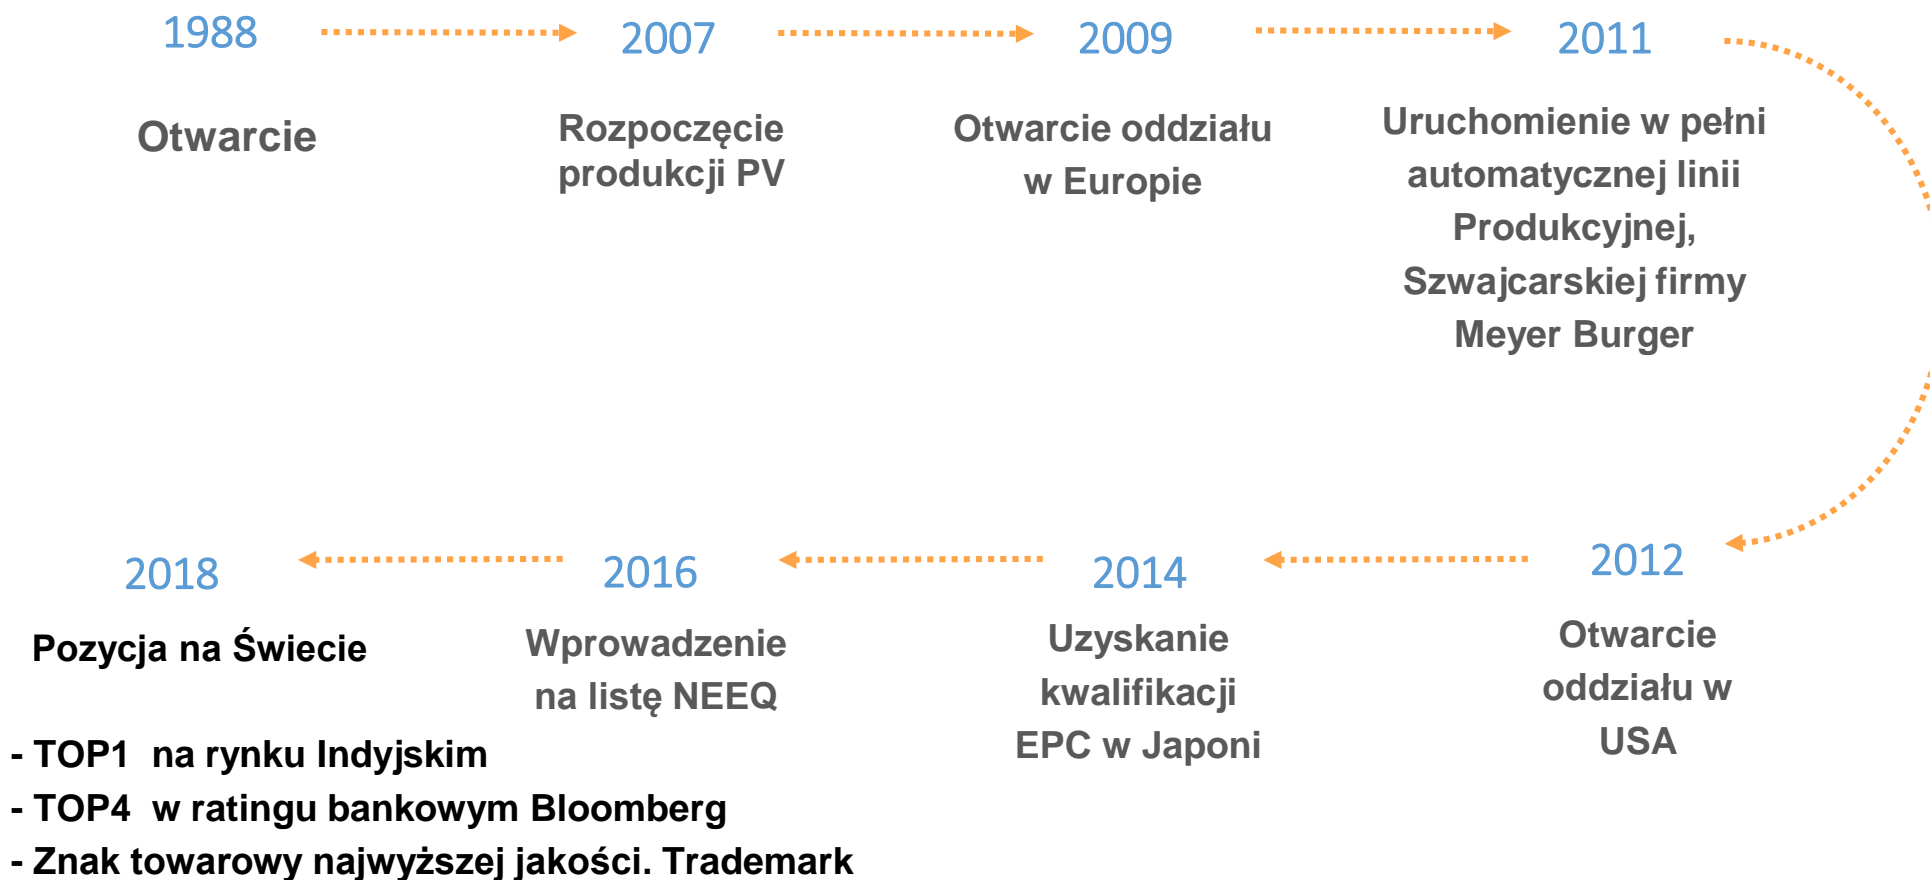 1988
Otwarcie
2007
Rozpoczęcie
produkcji PV
2009
Otwarcie oddziału
w Europie
2011
Uruchomienie w pełni
automatycznej linii
Produkcyjnej,
Szwajcarskiej firmy
Meyer Burger
2012
Otwarcie
oddziału w
USA
2014
Uzyskanie
kwalifikacji
EPC w Japoni
2016
Wprowadzenie
na listę NEEQ
2018
Pozycja na Świecie
- TOP1 na rynku Indyjskim
- TOP4 w ratingu bankowym Bloomberg
- Znak towarowy najwyższej jakości. Trademark